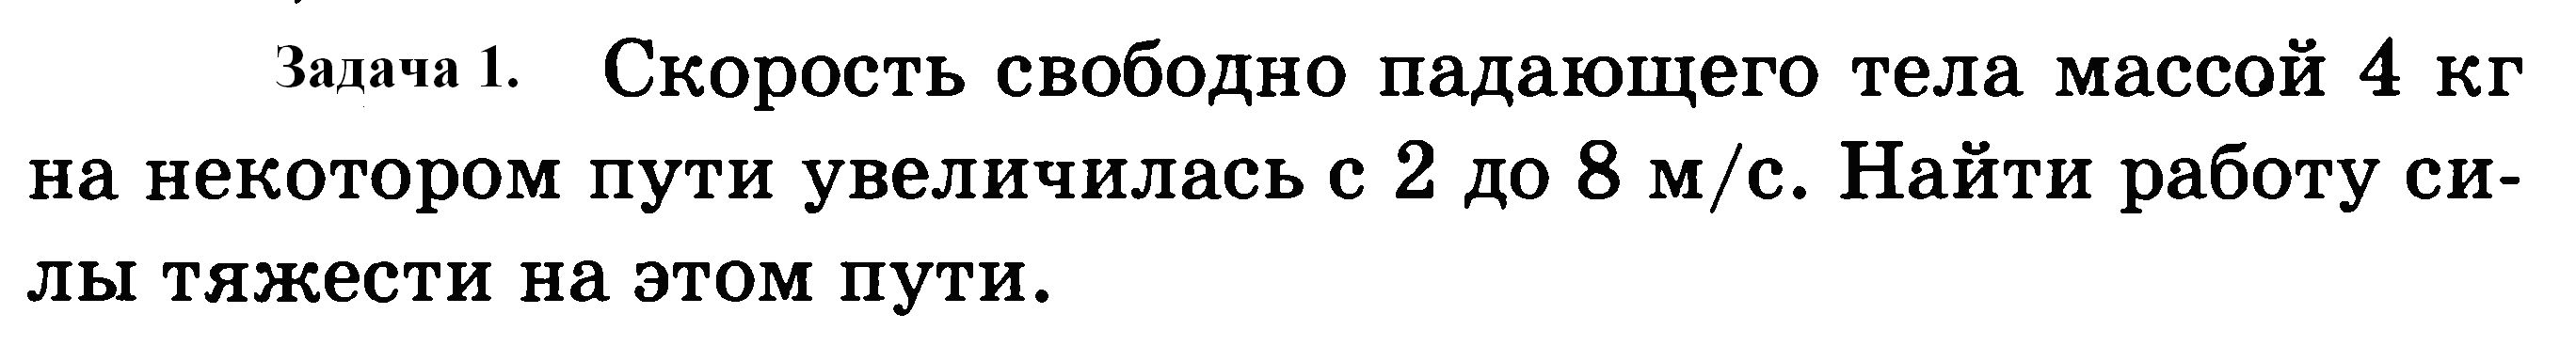 Задача 1. Скорость свободно падающего тела массой 4 кг
на некотором пути увеличилась с 2 до 8 м/с. Найти работу си-
лы тяжести на этом пути.